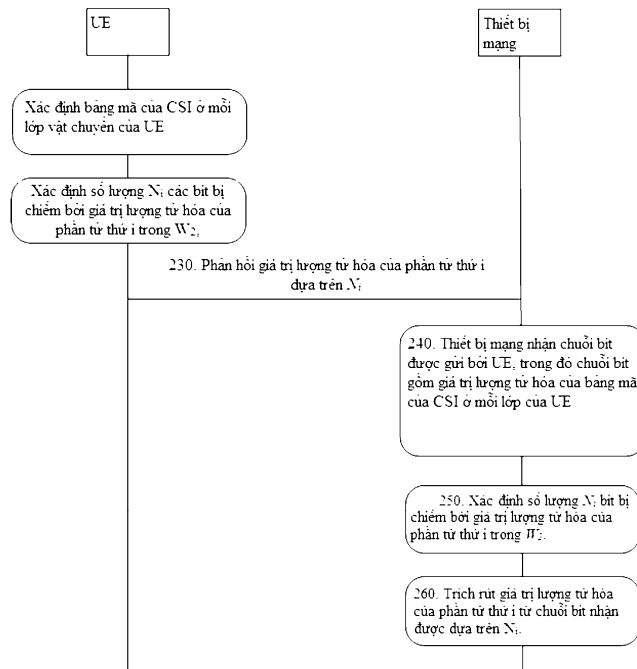 UE
Thiết bị
mạng
Xác định bảng mã của CSI ở mỗi
lớp vật chuyển của UE
Xác định số lượng Nᵢ các bit bị
chiếm bởi giá trị lượng tử hóa của
phần tử thứ i trong W₂,
230. Phản hồi giá trị lượng tử hóa của phần tử thứ i
dựa trên Nᵢ
240. Thiết bị mạng nhận chuỗi bit
được gửi bởi UE, trong đó chuỗi bit
gồm giá trị lượng tử hóa của bảng mã
của CSI ở mỗi lớp của UE
250. Xác định số lượng Nᵢ bit bị
chiếm bởi giá trị lượng tử hóa của
phần tử thứ i trong W₂.
260. Trích rút giá trị lượng tử hóa
của phần tử thứ i từ chuỗi bit nhận
được dựa trên Nᵢ.